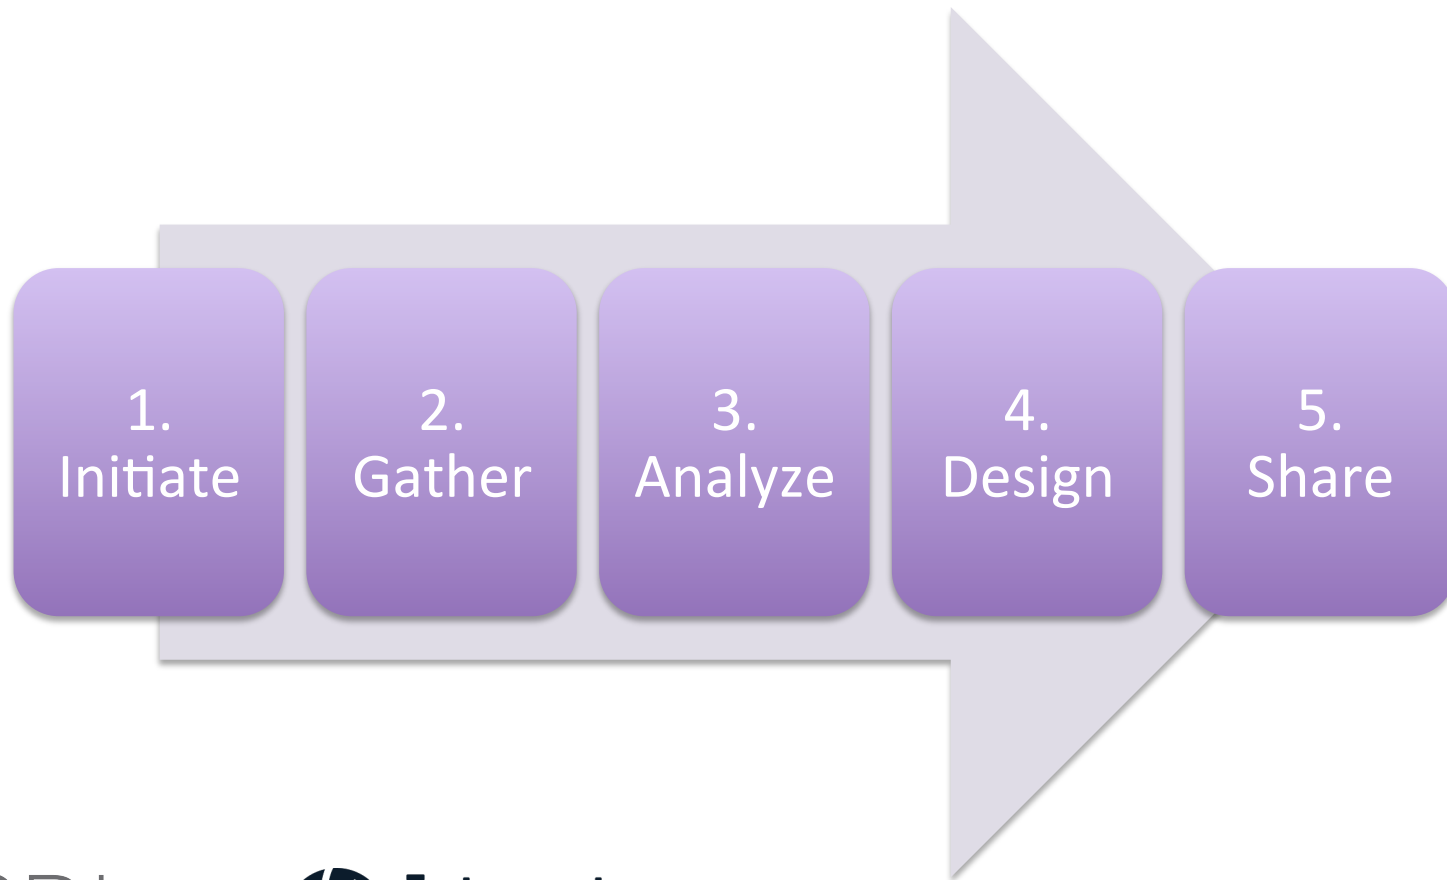 1.
Initiate
2.
Gather
3.
Analyze
4.
Design
5.
Share